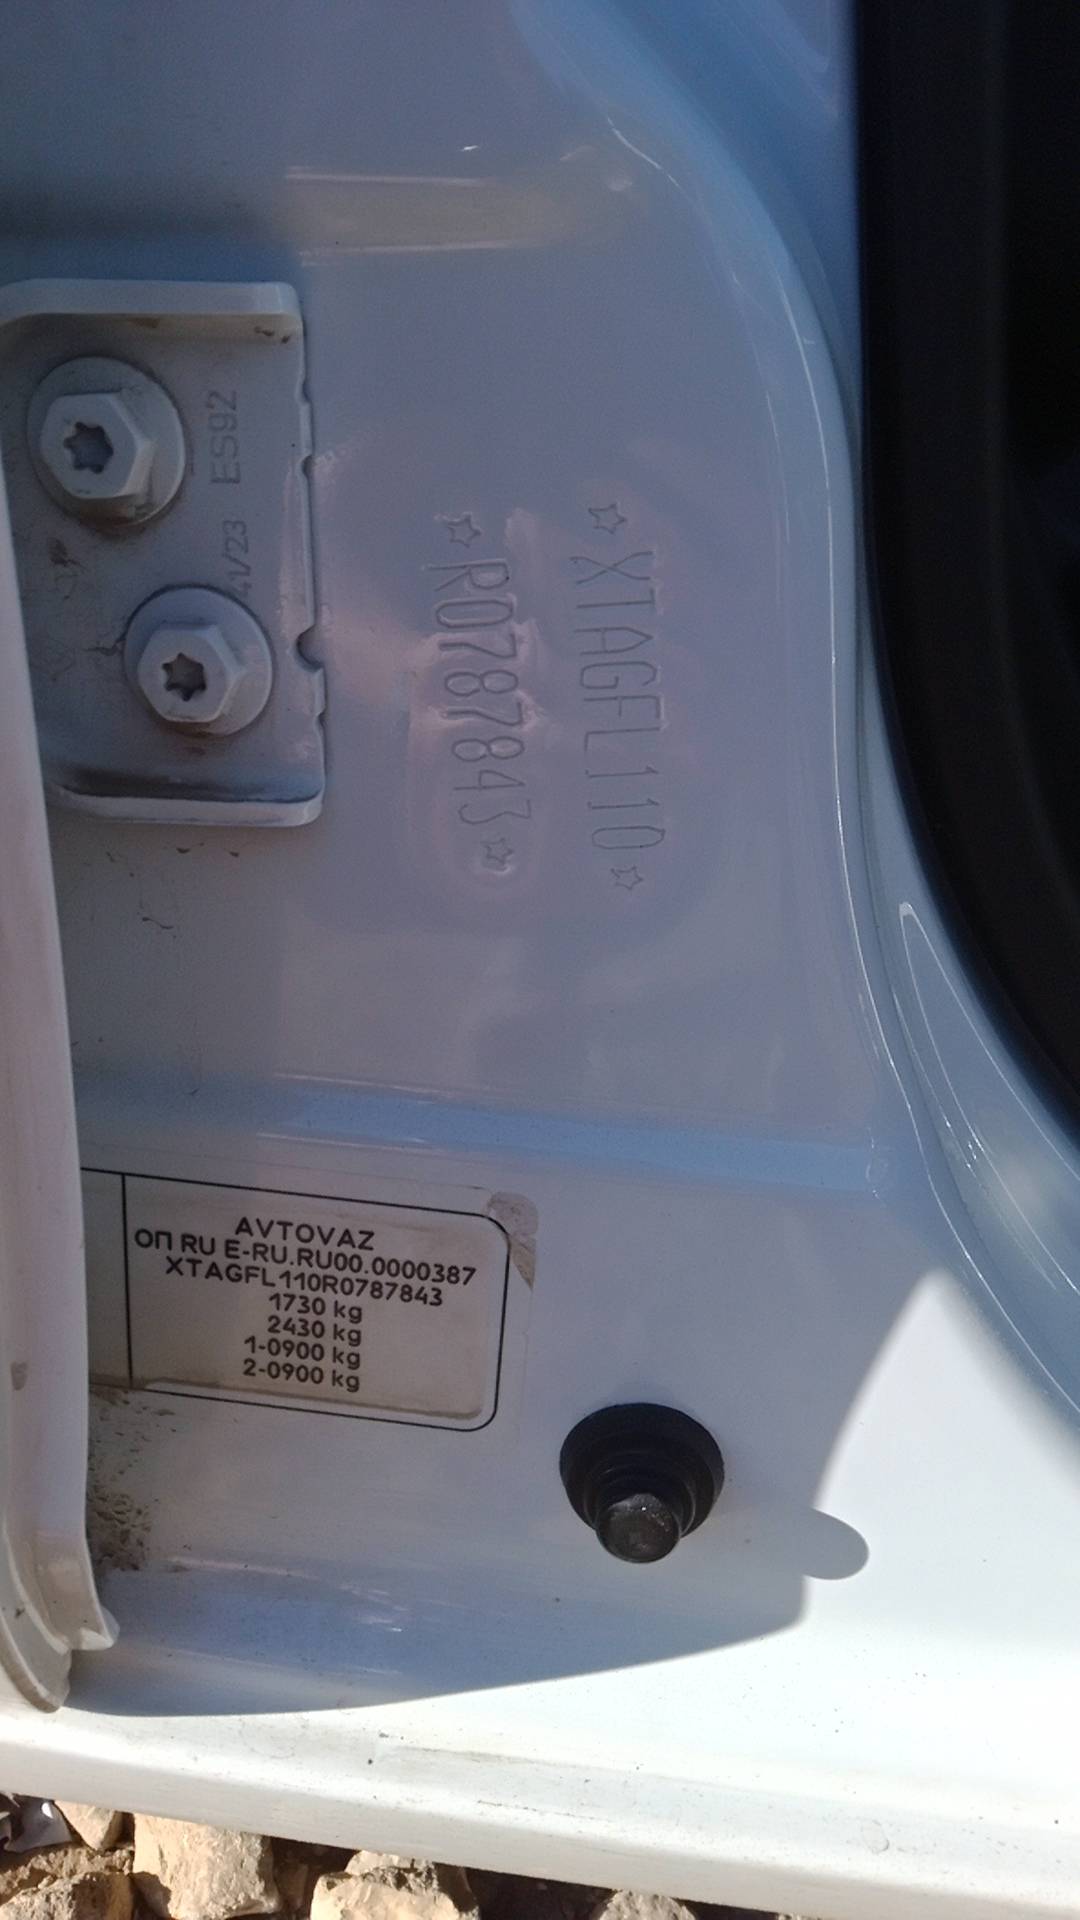 ES92
41/23
☆XTAGFL110☆
☆R0787843☆
AVTOVAZ
ОП RU E-RU.RU00.0000387
XTAGFL110R0787843
1730 kg
2430 kg
1-0900 kg
2-0900 kg